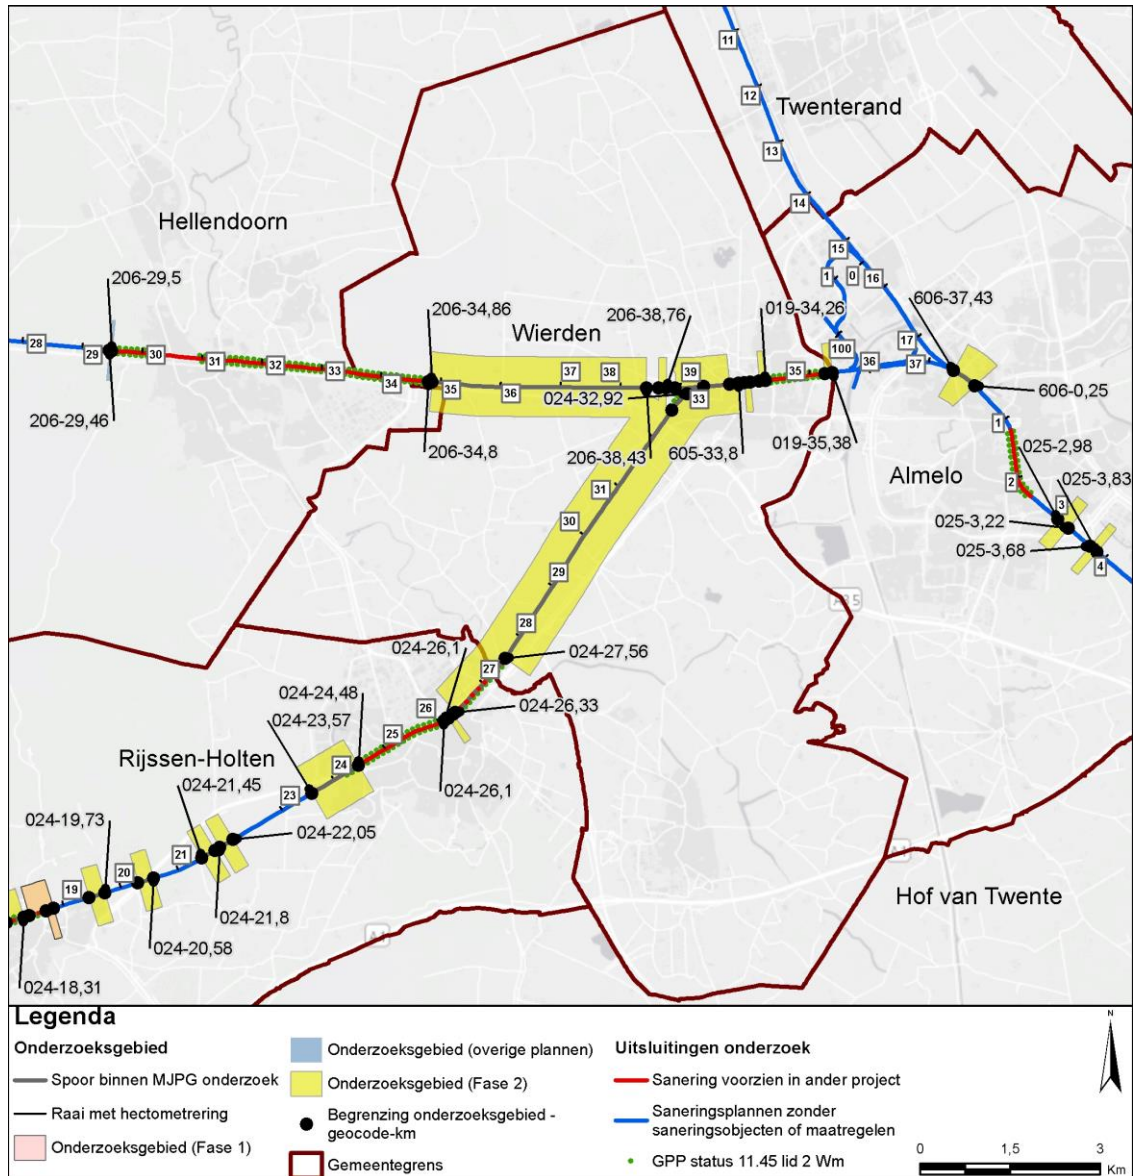 11
12
Twenterand
13
14
Hellendoorn
15
1
0
16
206-29,5
606-37,43
206-34,86
019-34,26
206-38,76
Wierden
17
28
29
30
31
32
33
34
35
36
37
38
39
33
35
100
36
37
024-32,92
606-0,25
206-29,46
206-34,8
206-38,43
605-33,8
019-35,38
1
025-2,98
025-3,83
Almelo
2
3
31
025-3,22
30
025-3,68
4
29
A35
28
024-26,1
024-27,56
27
024-24,48
26
024-26,33
024-23,57
25
Rijssen-Holten
24
024-26,1
024-21,45
23
024-19,73
024-22,05
21
20
19
A1
Hof van Twente
024-21,8
A1
024-20,58
024-18,31
Legenda
Onderzoeksgebied
Spoor binnen MJPG onderzoek
Raai met hectometrering
Onderzoeksgebied (Fase 1)
Onderzoeksgebied (overige plannen)
Onderzoeksgebied (Fase 2)
Begrenzing onderzoeksgebied -
geocode-km
Gemeentegrens
Uitsluitingen onderzoek
Sanering voorzien in ander project
Saneringsplannen zonder
saneringsobjecten of maatregelen
GPP status 11.45 lid 2 Wm
N
0 1,5 3
Km